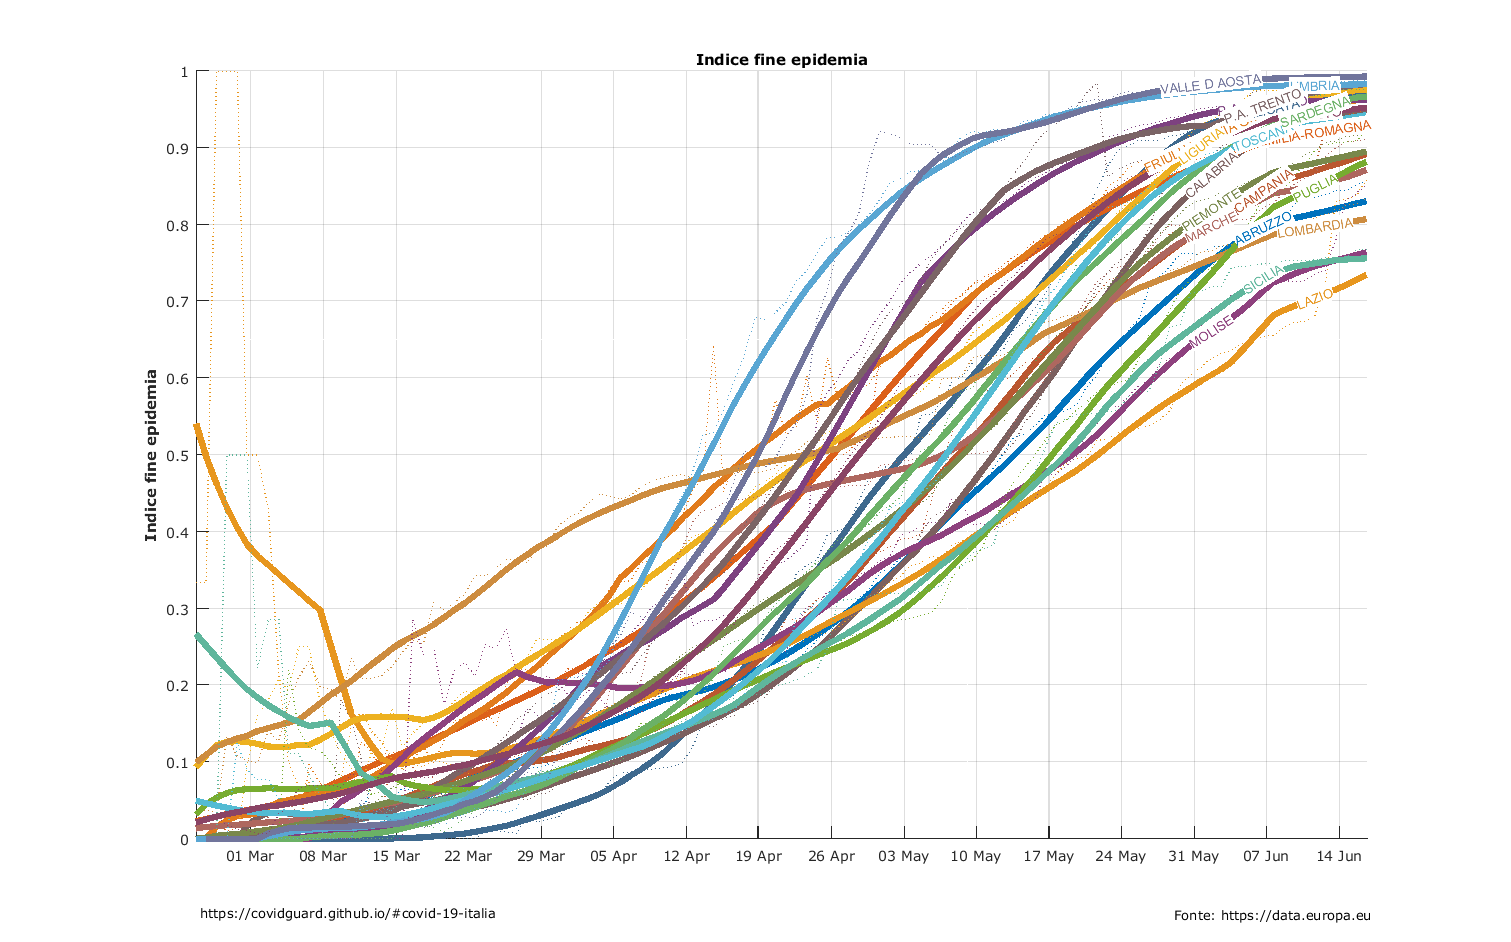 Indice fine epidemia
Indice fine epidemia
1
0.9
0.8
0.7
0.6
0.5
0.4
0.3
0.2
0.1
0
VALLE D AOSTA
P.A. TRENTO
SARDEGNA
LIGURIA
CALABRIA
PIEMONTE
CAMPANIA
MARCHE
PUGLIA
ABRUZZO
LOMBARDIA
SICILIA
LAZIO
MOLISE
01 Mar
08 Mar
15 Mar
22 Mar
29 Mar
05 Apr
12 Apr
19 Apr
26 Apr
03 May
10 May
17 May
24 May
31 May
07 Jun
14 Jun
https://covidguard.github.io/#covid-19-italia
Fonte: https://data.europa.eu